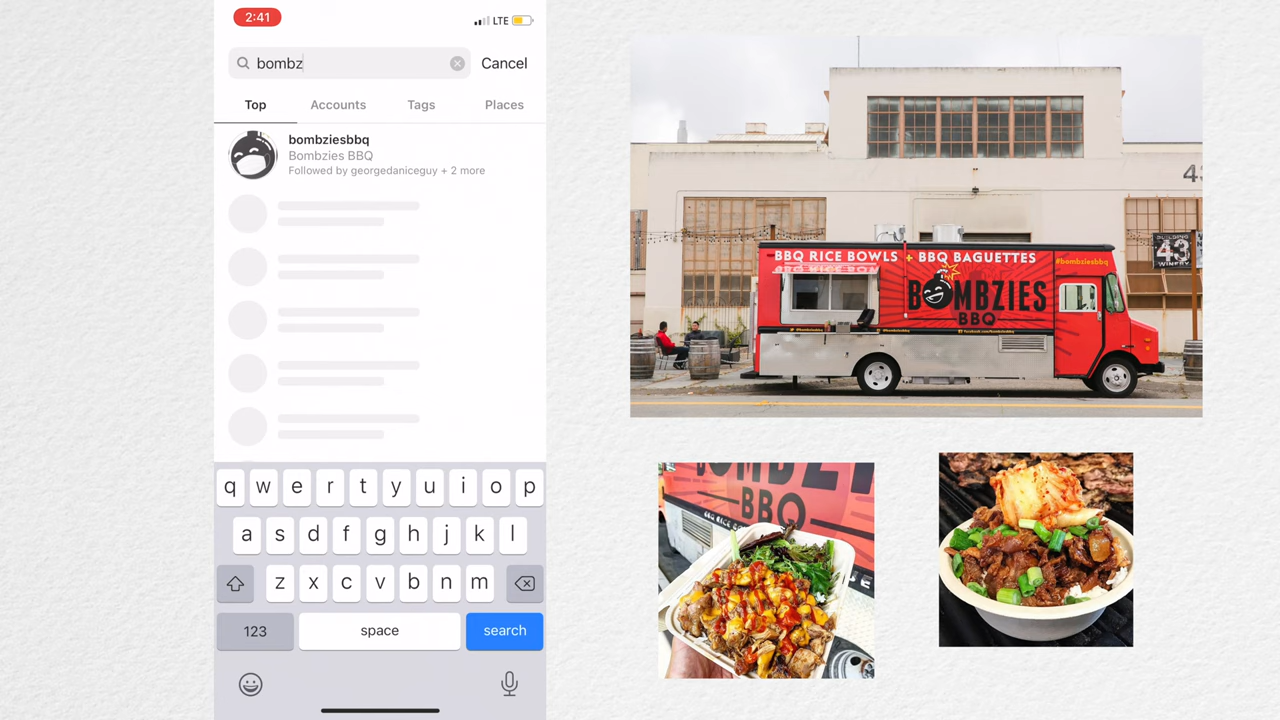 2:41
LTE
bombz
Cancel
Top
Accounts
Tags
Places
bombziesbbq
Bombzies BBQ
Followed by georgedaniceguy + 2 more
q w e r t y u i o p
a s d f g h j k l
z x c v b n m
123
space
search
43
BUILDING
43
WINERY
BBQ RICE BOWLS + BBQ BAGUETTES
#bombziesbbq
BOMBZIES
BBQ
BBQ